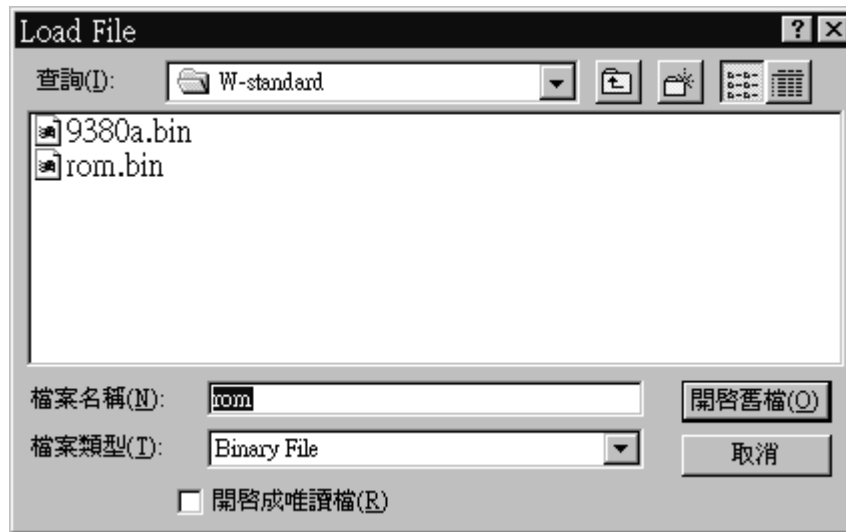 Load File
查詢(I): W-standard
9380a.bin
rom.bin
檔案名稱(N): rom 開啓舊檔(O)
檔案類型(T): Binary File 取消
開啓成唯讀檔(R)